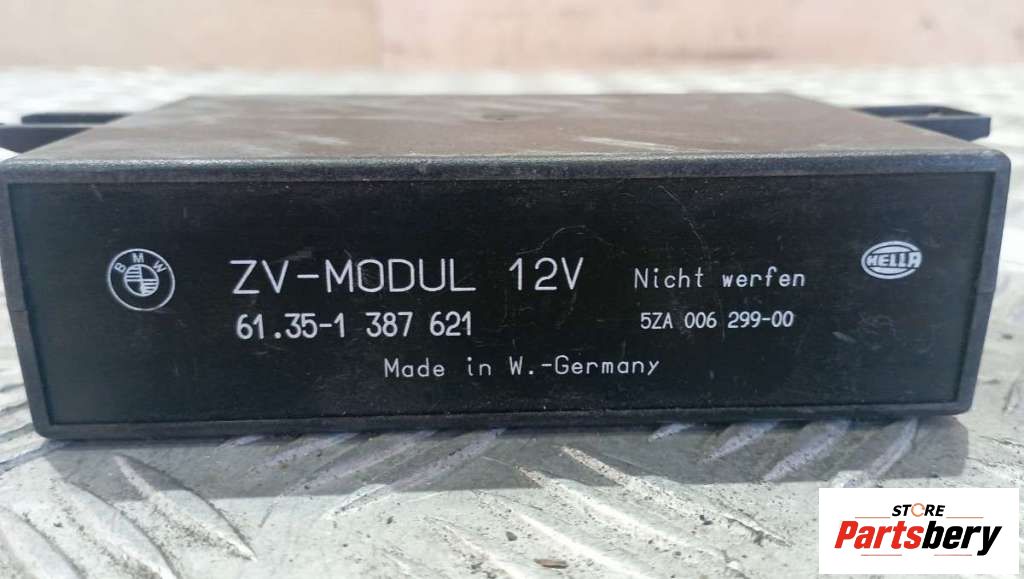 BMW
ZV-MODUL 12V
Nicht werfen
HELLA
61.35-1 387 621
5ZA 006 299-00
Made in W.-Germany
STORE
Partsbery